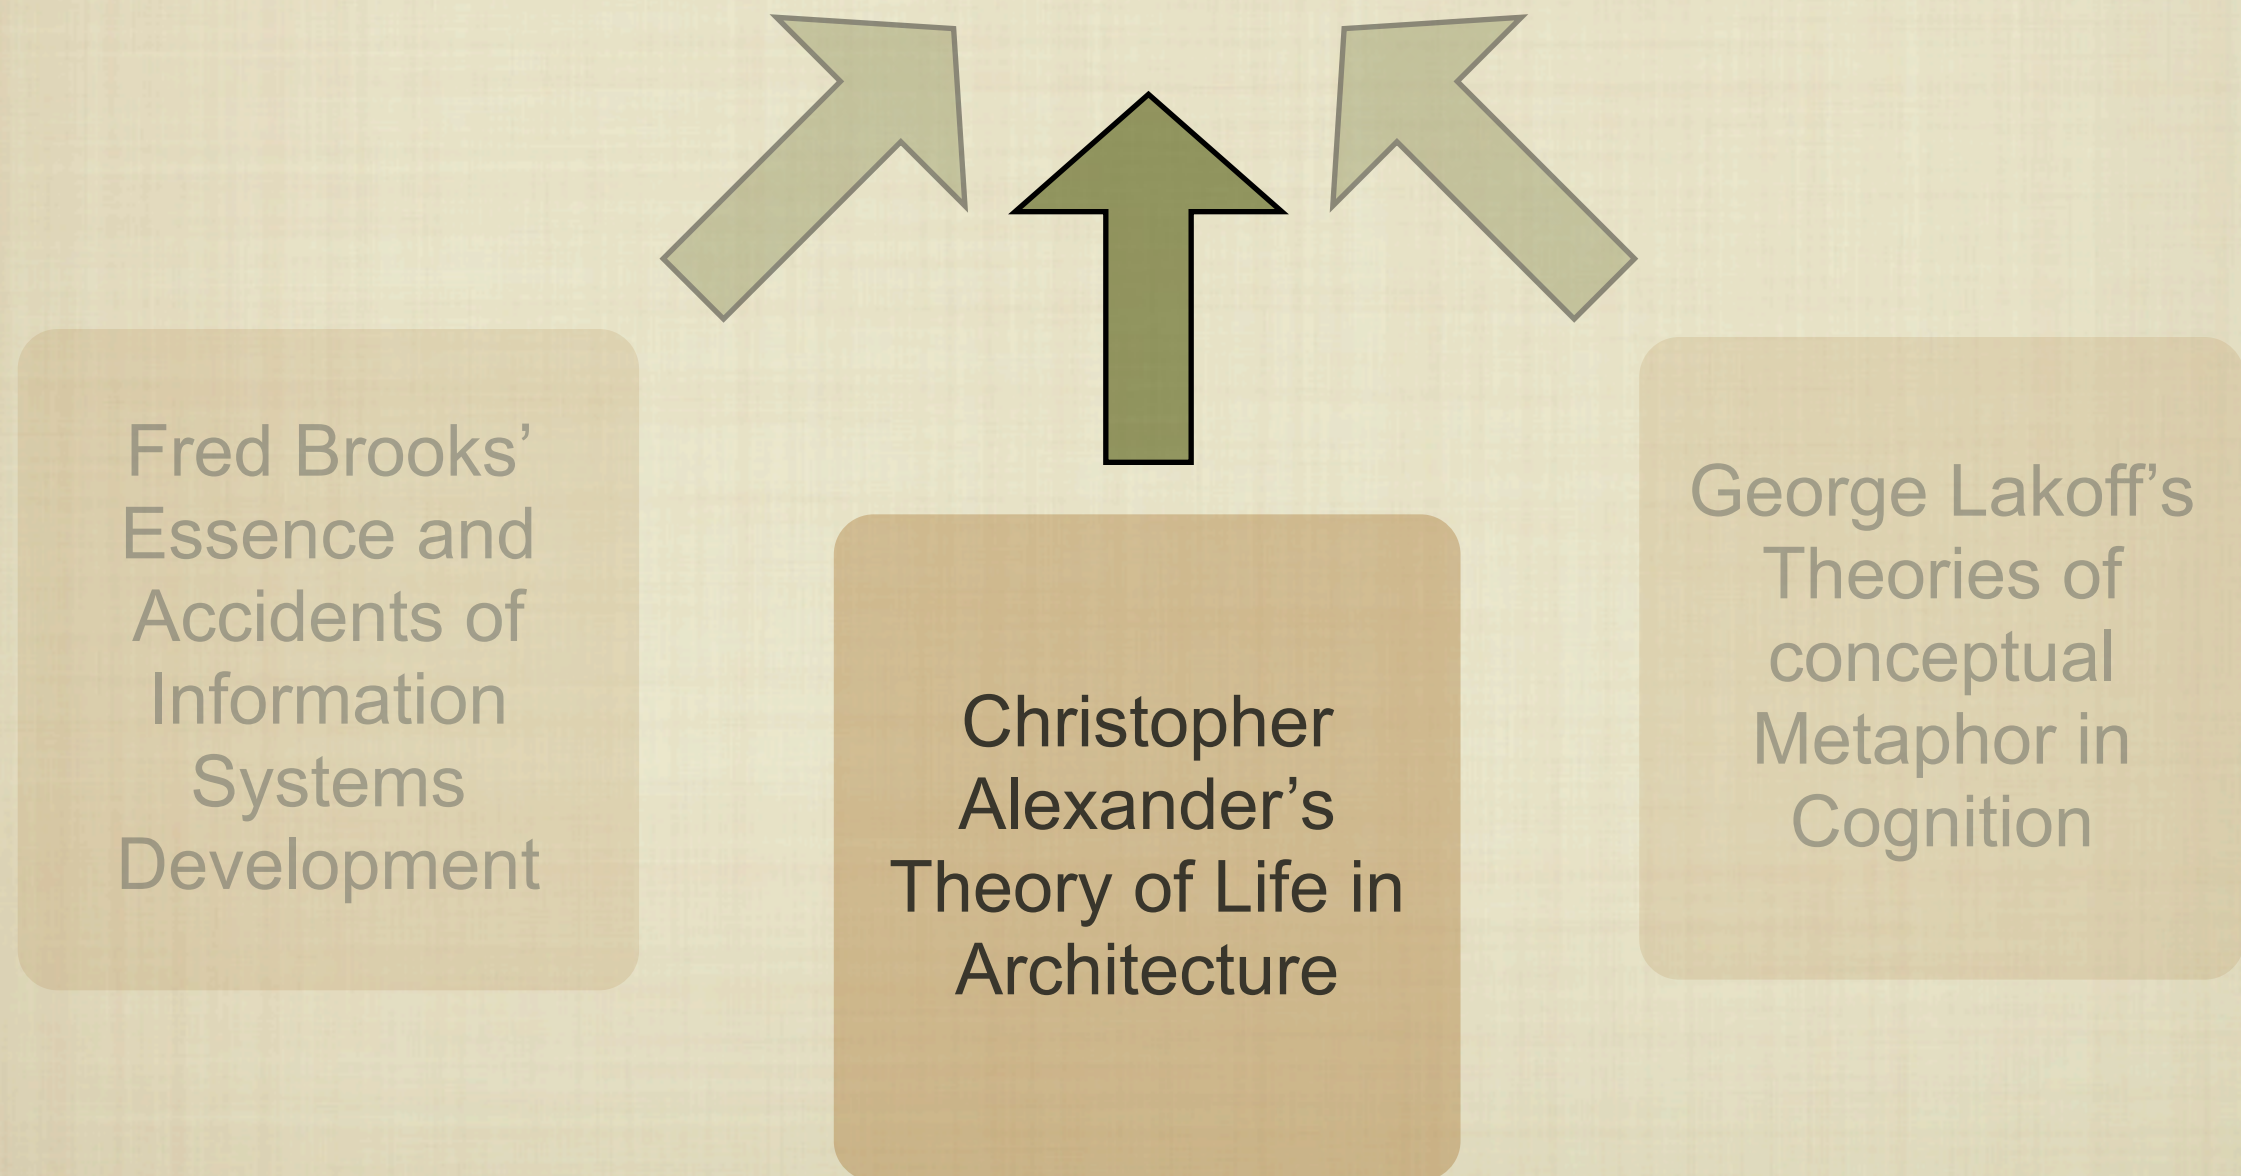 Fred Brooks’
Essence and
Accidents of
Information
Systems
Development
Christopher
Alexander’s
Theory of Life in
Architecture
George Lakoff’s
Theories of
conceptual
Metaphor in
Cognition